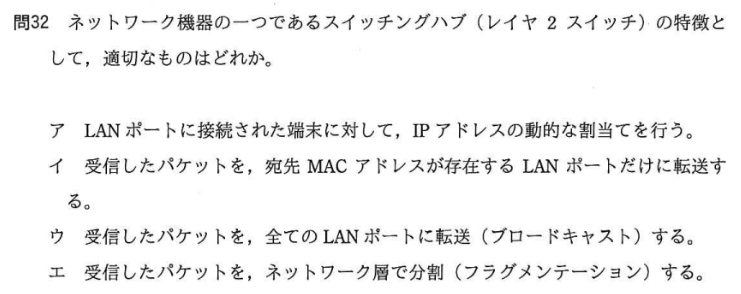 問32 ネットワーク機器の一つであるスイッチングハブ（レイヤ 2 スイッチ）の特徴と
して，適切なものはどれか。
ア LAN ポートに接続された端末に対して，IP アドレスの動的な割当てを行う。
イ 受信したパケットを，宛先 MAC アドレスが存在する LAN ポートだけに転送す
る。
ウ 受信したパケットを，全ての LAN ポートに転送（ブロードキャスト）する。
エ 受信したパケットを，ネットワーク層で分割（フラグメンテーション）する。